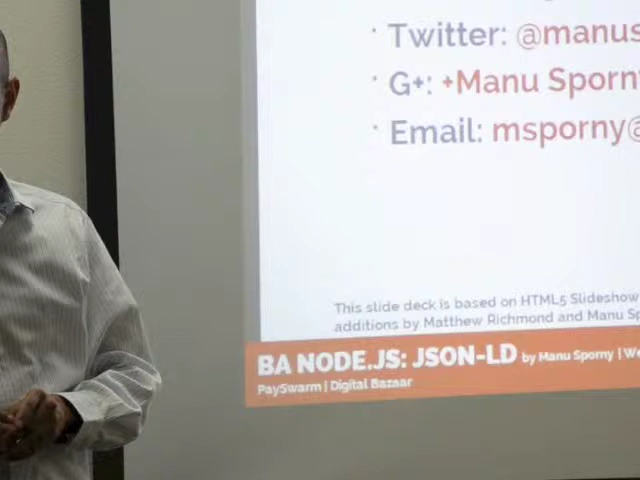 Twitter: @manus
G+: +Manu Sporny
Email: msporny@
This slide deck is based on HTML5 Slideshow
additions by Matthew Richmond and Manu Sp
BA NODE.JS: JSON-LD by Manu Sporny | We
PaySwarm | Digital Bazaar